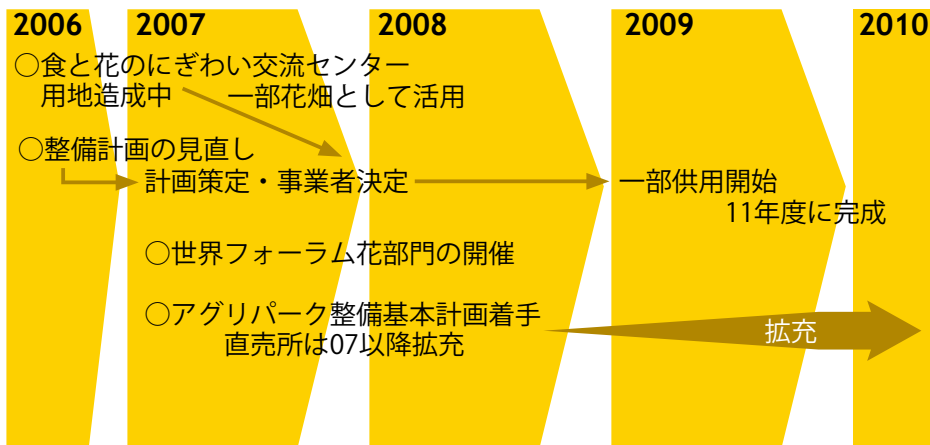 2006
2007
2008
2009
2010
○食と花のにぎわい交流センター
用地造成中
一部花畑として活用
○整備計画の見直し
計画策定・事業者決定
一部供用開始
11年度に完成
○世界フォーラム花部門の開催
○アグリパーク整備基本計画着手
直売所は07以降拡充
拡充